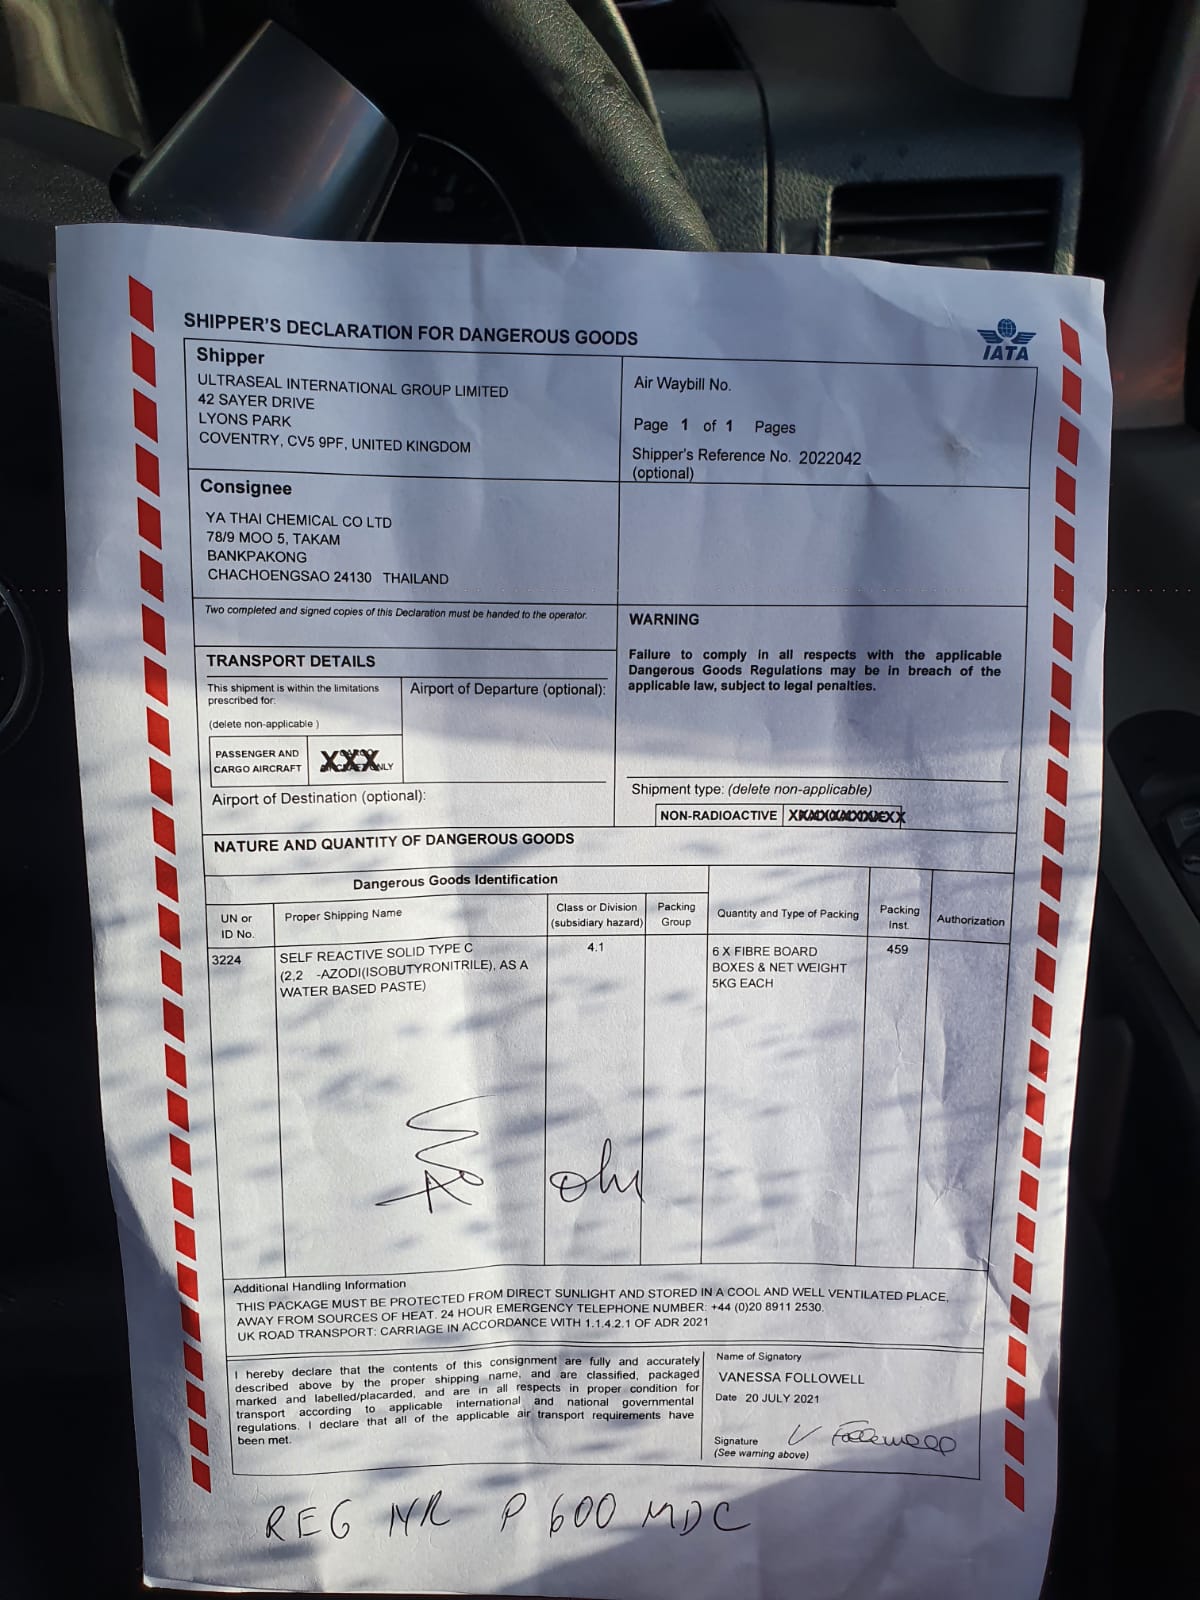 SHIPPER'S DECLARATION FOR DANGEROUS GOODS
IATA
Shipper
ULTRASEAL INTERNATIONAL GROUP LIMITED
42 SAYER DRIVE
LYONS PARK
COVENTRY, CV5 9PF, UNITED KINGDOM
Air Waybill No.
Page 1 of 1 Pages
Shipper's Reference No. 2022042
(optional)
Consignee
YA THAI CHEMICAL CO LTD
78/9 MOO 5, TAKAM
BANKPAKONG
CHACHOENGSAO 24130 THAILAND
Two completed and signed copies of this Declaration must be handed to the operator.
WARNING
Failure to comply in all respects with the applicable
Dangerous Goods Regulations may be in breach of the
applicable law, subject to legal penalties.
TRANSPORT DETAILS
This shipment is within the limitations
prescribed for:
(delete non-applicable )
Airport of Departure (optional):
PASSENGER AND
CARGO AIRCRAFT
XXX
ONLY
Airport of Destination (optional):
Shipment type: (delete non-applicable)
NON-RADIOACTIVE
NATURE AND QUANTITY OF DANGEROUS GOODS
Dangerous Goods Identification
UN or
ID No.
Proper Shipping Name
Class or Division
(subsidiary hazard)
Packing
Group
Quantity and Type of Packing
Packing
Inst.
Authorization
3224
SELF REACTIVE SOLID TYPE C
(2.2 -AZODI(ISOBUTYRONITRILE), AS A
WATER BASED PASTE)
4.1
6 X FIBRE BOARD
BOXES & NET WEIGHT
5KG EACH
459
Additional Handling Information
THIS PACKAGE MUST BE PROTECTED FROM DIRECT SUNLIGHT AND STORED IN A COOL AND WELL VENTILATED PLACE,
AWAY FROM SOURCES OF HEAT. 24 HOUR EMERGENCY TELEPHONE NUMBER: +44 (0)20 8911 2530.
UK ROAD TRANSPORT: CARRIAGE IN ACCORDANCE WITH 1.1.4.2.1 OF ADR 2021
I hereby declare that the contents of this consignment are fully and accurately
described above by the proper shipping name, and are classified, packaged
marked and labelled/placarded, and are in all respects in proper condition for
transport according to applicable international and national governmental
regulations. I declare that all of the applicable air transport requirements have
been met.
Name of Signatory
VANESSA FOLLOWELL
Date 20 JULY 2021
Signature V Followell
(See warning above)
REG NR P 600 MDC